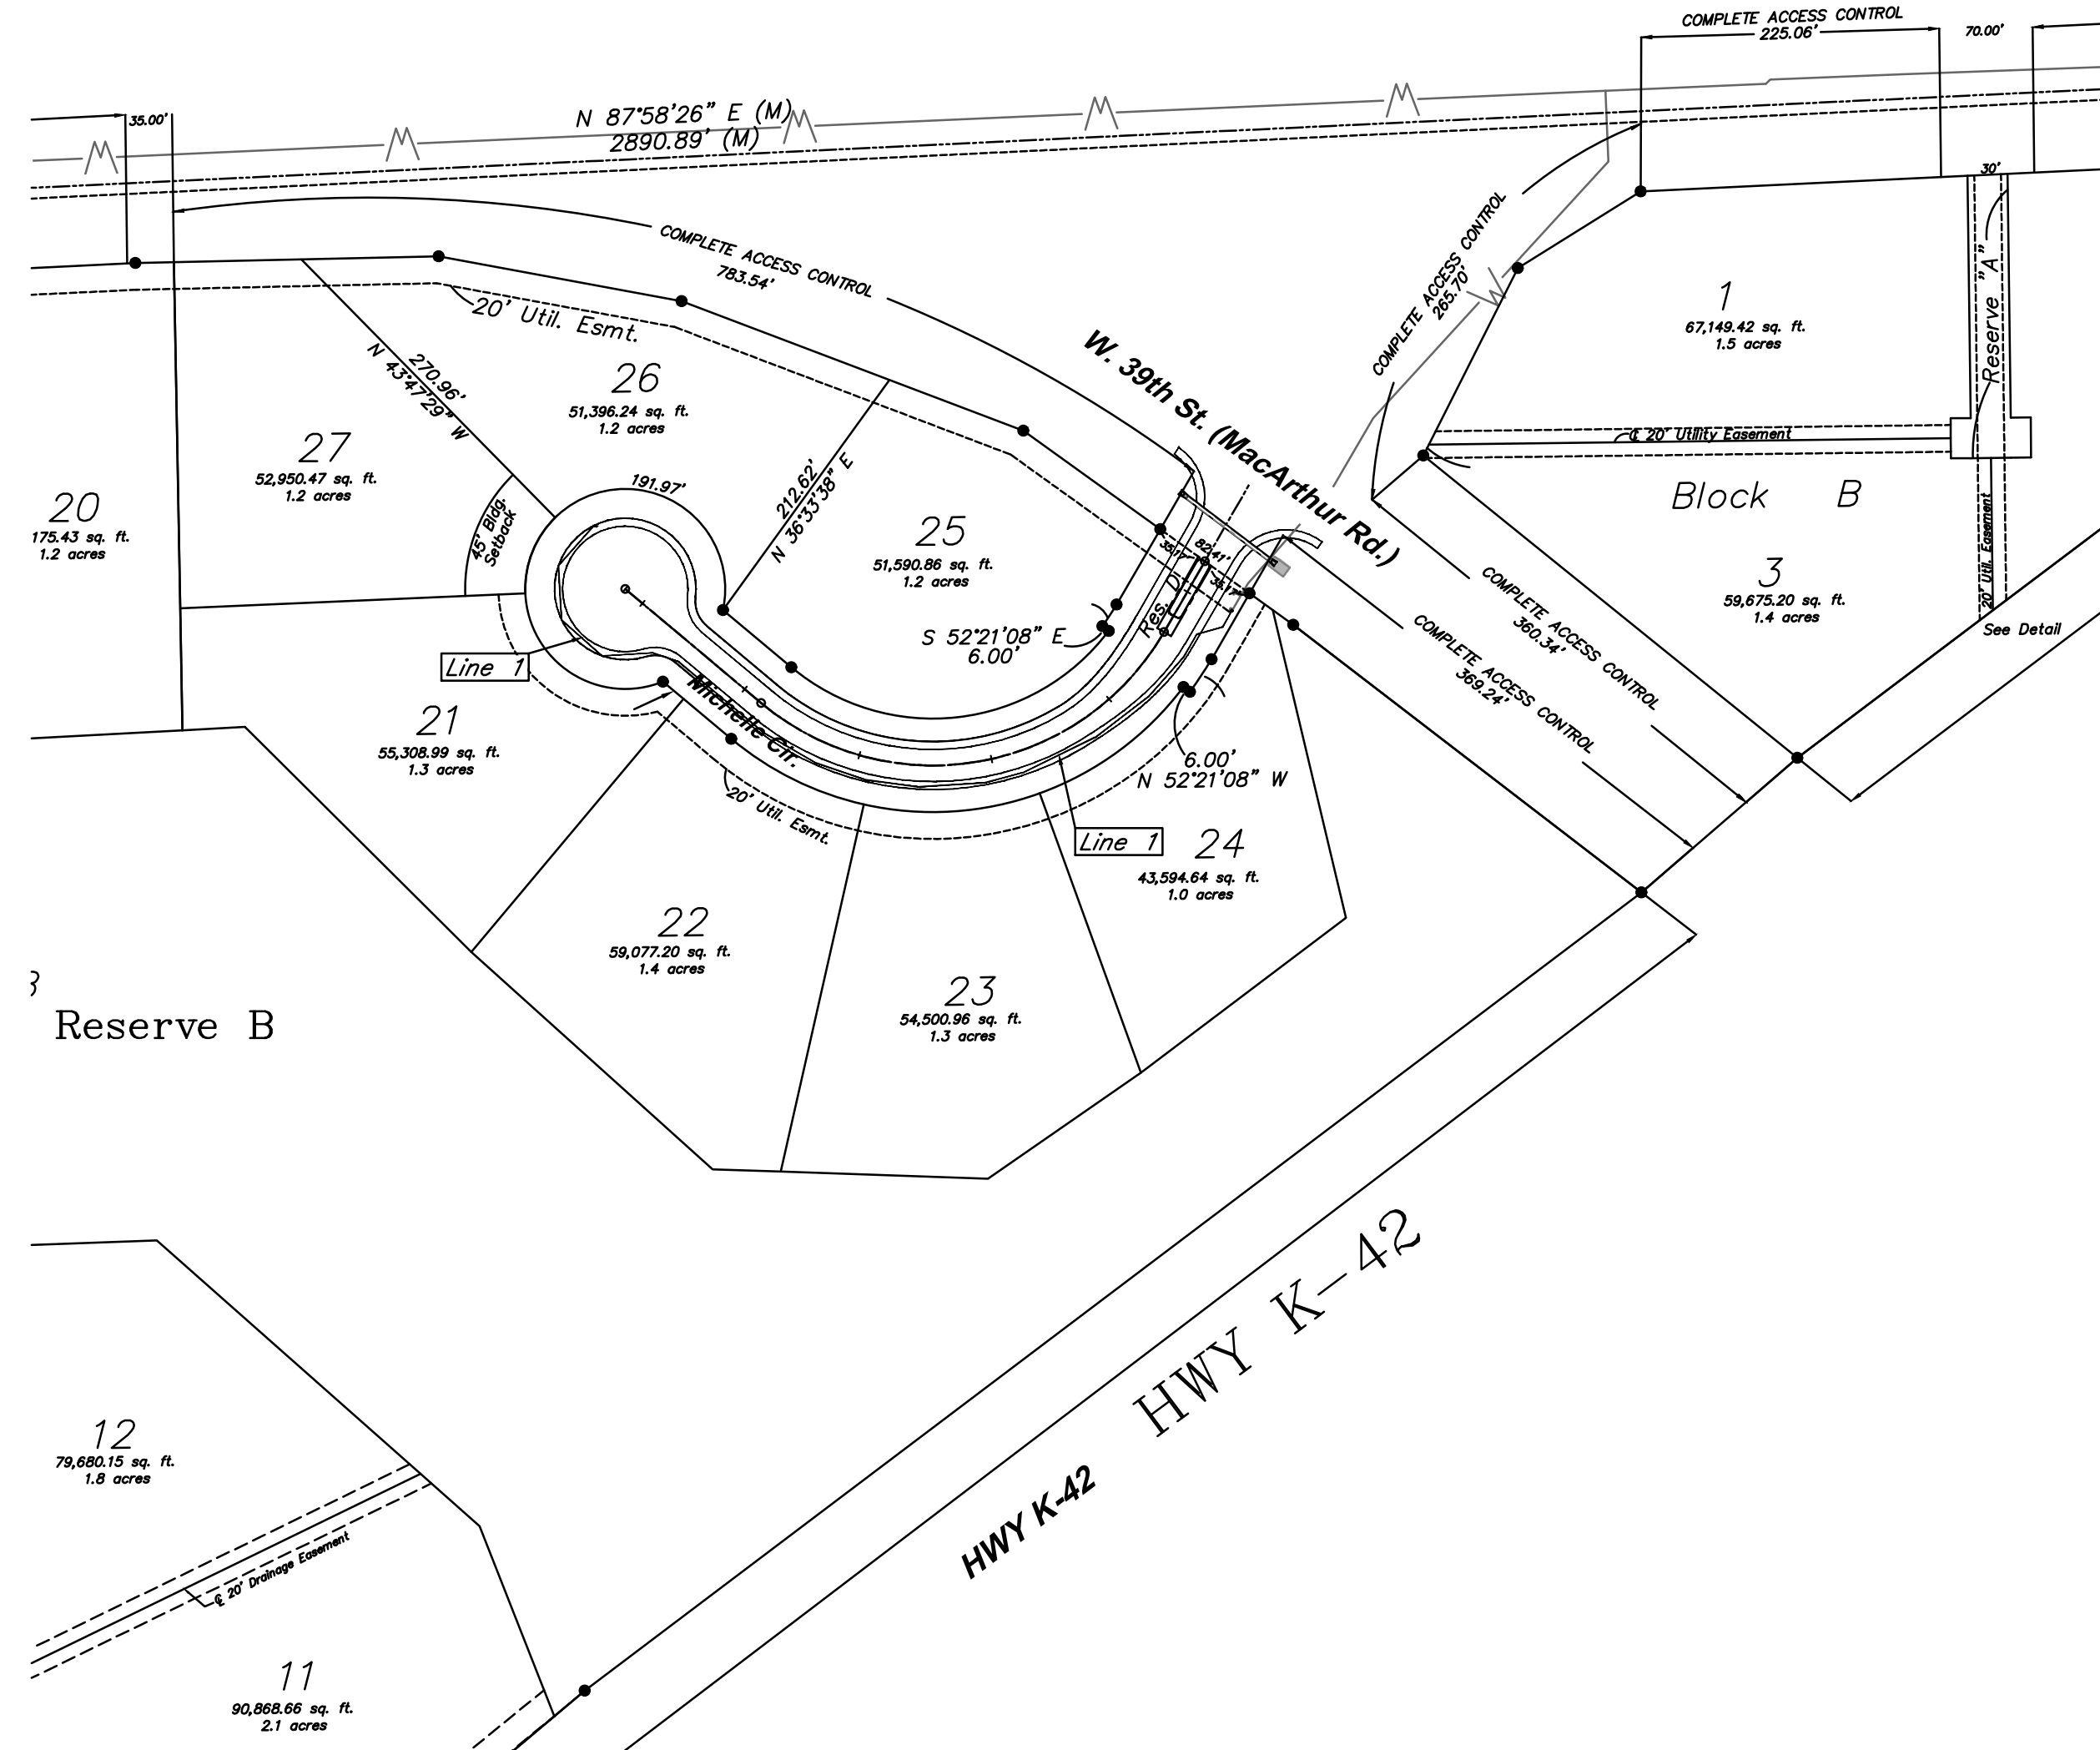 COMPLETE ACCESS CONTROL
225.06'
70.00'
35.00'
N 87°58'26" E (M)
2890.89' (M)
30'
COMPLETE ACCESS CONTROL
783.54'
COMPLETE ACCESS CONTROL
265.70'
Reserve "A"
1
67,149.42 sq. ft.
1.5 acres
20' Util. Esmt.
W. 39th St. (MacArthur Rd.)
270.96'
N 43°47'29" W
26
51,396.24 sq. ft.
1.2 acres
27
52,950.47 sq. ft.
1.2 acres
℄ 20' Utility Easement
Block B
20
175.43 sq. ft.
1.2 acres
45' Bldg.
Setback
191.97'
212.62'
N 36°33'38" E
25
51,590.86 sq. ft.
1.2 acres
35.17'
82.41'
Res. D
3
59,675.20 sq. ft.
1.4 acres
20' Util. Easement
See Detail
COMPLETE ACCESS CONTROL
360.34'
COMPLETE ACCESS CONTROL
369.24'
S 52°21'08" E
6.00'
Line 1
Michelle Cir.
21
55,308.99 sq. ft.
1.3 acres
6.00'
N 52°21'08" W
20' Util. Esmt.
Line 1
24
43,594.64 sq. ft.
1.0 acres
22
59,077.20 sq. ft.
1.4 acres
23
54,500.96 sq. ft.
1.3 acres
Reserve B
HWY K-42
HWY K-42
12
79,680.15 sq. ft.
1.8 acres
℄ 20' Drainage Easement
11
90,868.66 sq. ft.
2.1 acres